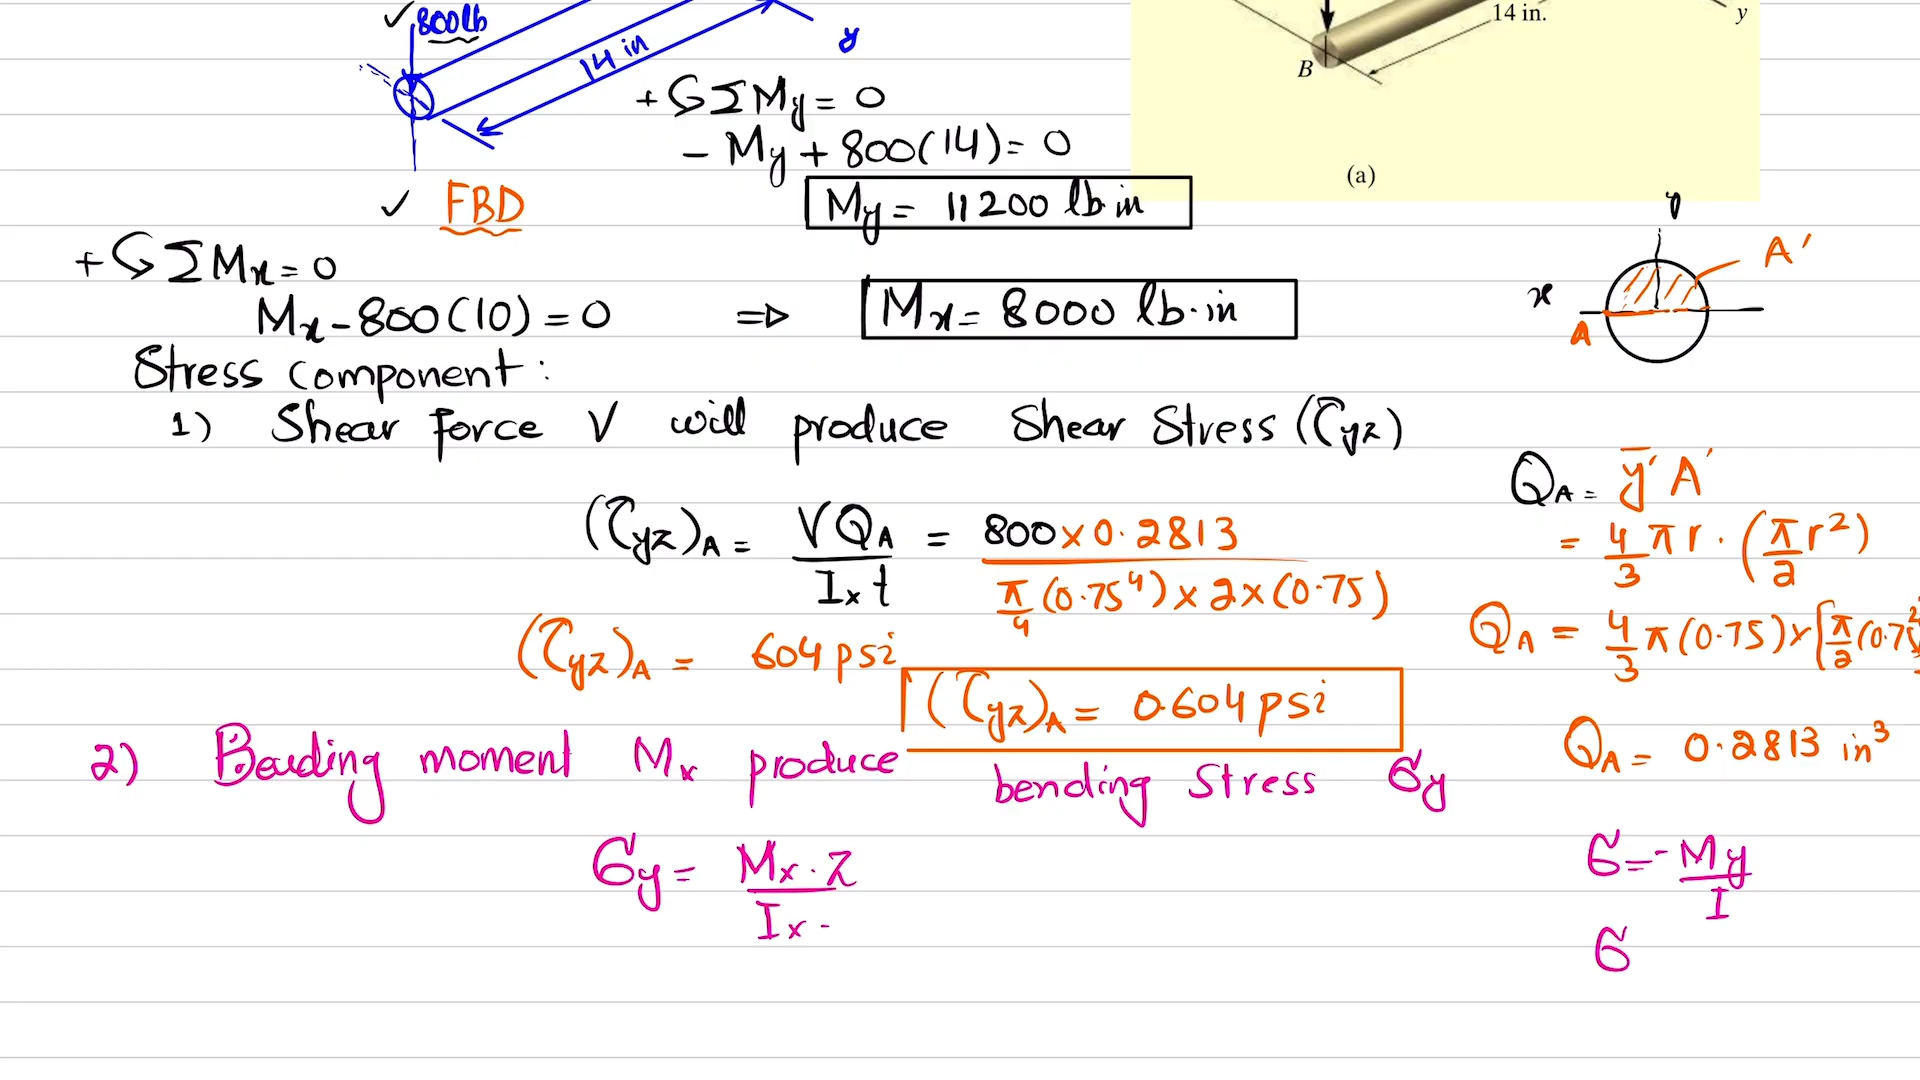 ✓ 800lb
14 in
y
14 in.
y
B
(a)
+ ΣMy = 0
- My + 800(14) = 0
My = 11200 lb·in
✓ FBD
+ ΣMx = 0
Mx - 800(10) = 0 ⇒ Mx = 8000 lb·in
x
A
A'
Stress component :
1) Shear Force V will produce Shear Stress (τyz)
(τyz)A = VQA / Ix t = 800 x 0.2813 / π/4 (0.75⁴) x 2 x (0.75)
(τyz)A = 604 psi
(τyz)A = 0.604 psi
QA = ȳ' A'
= 4/3 π r · (π/2 r²)
QA = 4/3 π (0.75) x [π/2 (0.75²
QA = 0.2813 in³
2) Bending moment Mx produce bending Stress σy
σy = Mx · z / Ix -
σ = - My / I
σ